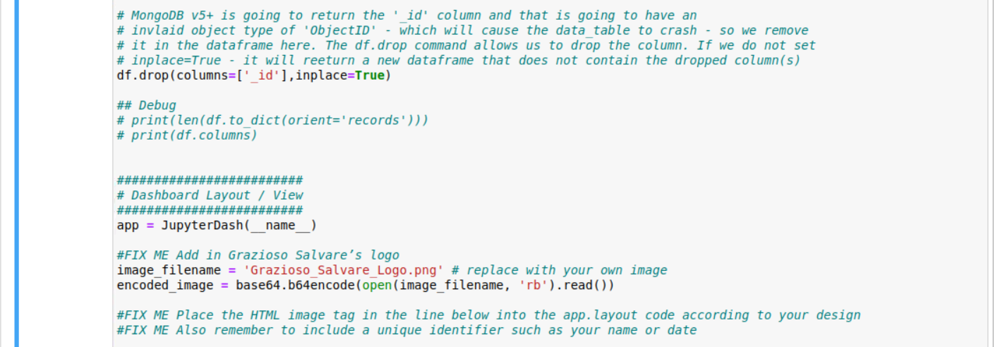 # MongoDB v5+ is going to return the '_id' column and that is going to have an
# invlaid object type of 'ObjectID' - which will cause the data_table to crash - so we remove
# it in the dataframe here. The df.drop command allows us to drop the column. If we do not set
# inplace=True - it will reeturn a new dataframe that does not contain the dropped column(s)
df.drop(columns=['_id'],inplace=True)
## Debug
# print(len(df.to_dict(orient='records')))
# print(df.columns)
#########################
# Dashboard Layout / View
#########################
app = JupyterDash(__name__)
#FIX ME Add in Grazioso Salvare’s logo
image_filename = 'Grazioso_Salvare_Logo.png' # replace with your own image
encoded_image = base64.b64encode(open(image_filename, 'rb').read())
#FIX ME Place the HTML image tag in the line below into the app.layout code according to your design
#FIX ME Also remember to include a unique identifier such as your name or date